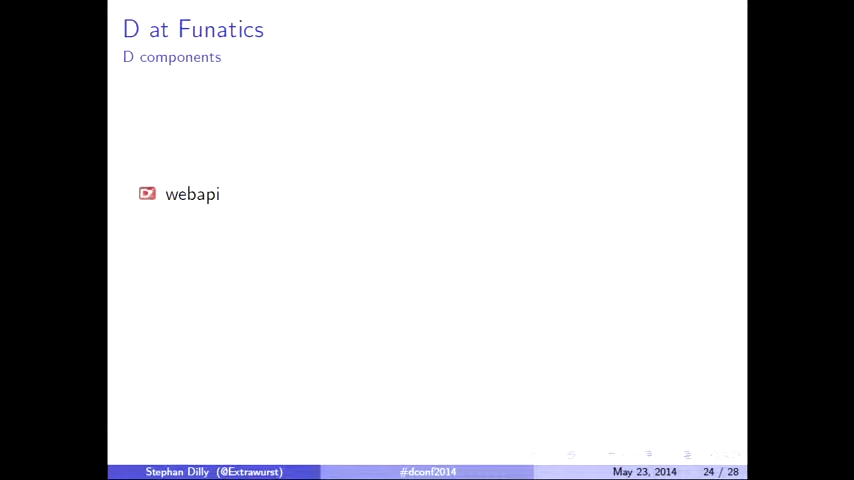 D at Funatics
D components
webapi
Stephan Dilly (@Extrawurst) #dconf2014 May 23, 2014 24 / 28